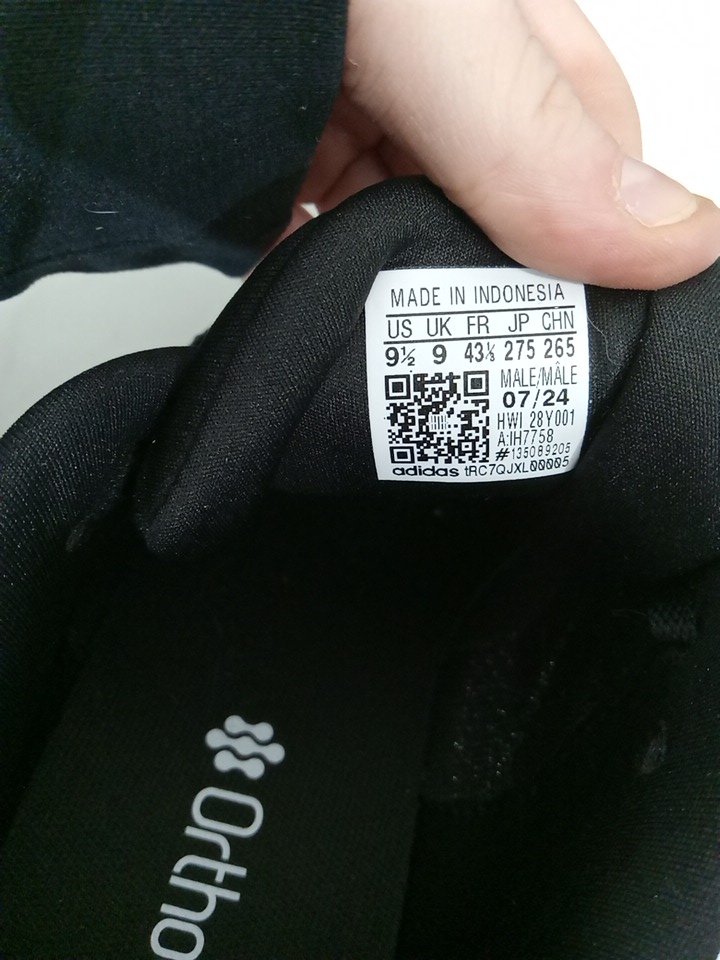 MADE IN INDONESIA
US UK FR JP CHN
9½ 9 43⅓ 275 265
MALE/MÂLE
07/24
HWI 28Y001
A:IH7758
#135089205
adidas tRC7QJXL00005
Ortho